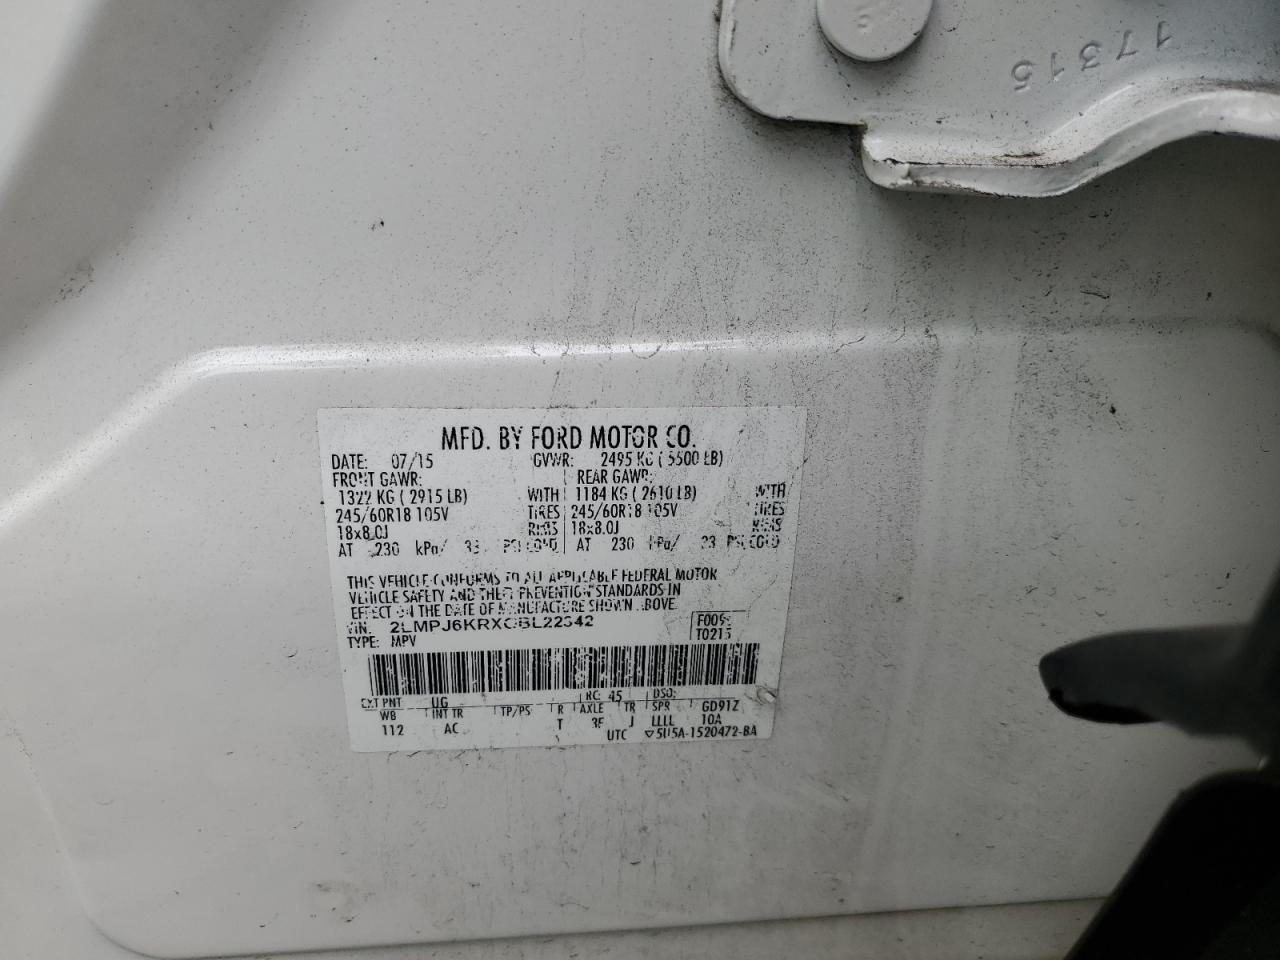 17315
MFD. BY FORD MOTOR CO.
DATE: 07/15 GVWR: 2495 KG ( 5500 LB)
FRONT GAWR: REAR GAWR:
1322 KG ( 2915 LB) WITH 1184 KG ( 2610 LB) WITH
245/60R18 105V TIRES 245/60R18 105V TIRES
18x8.0J RIMS 18x8.0J RIMS
AT 230 kPa/ 33 PSI COLD AT 230 kPa/ 33 PSI COLD
THIS VEHICLE CONFORMS TO ALL APPLICABLE FEDERAL MOTOR
VEHICLE SAFETY AND THEFT PREVENTION STANDARDS IN
EFFECT ON THE DATE OF MANUFACTURE SHOWN ABOVE.
VIN: F0095
TYPE: MPV T0215
EXT PNT UG RC: 45 DSO:
WB INT TR TP/PS R AXLE TR SPR GD91Z
112 AC T 3F J LLLL 10A
UTC ▽5U5A-1520472-BA